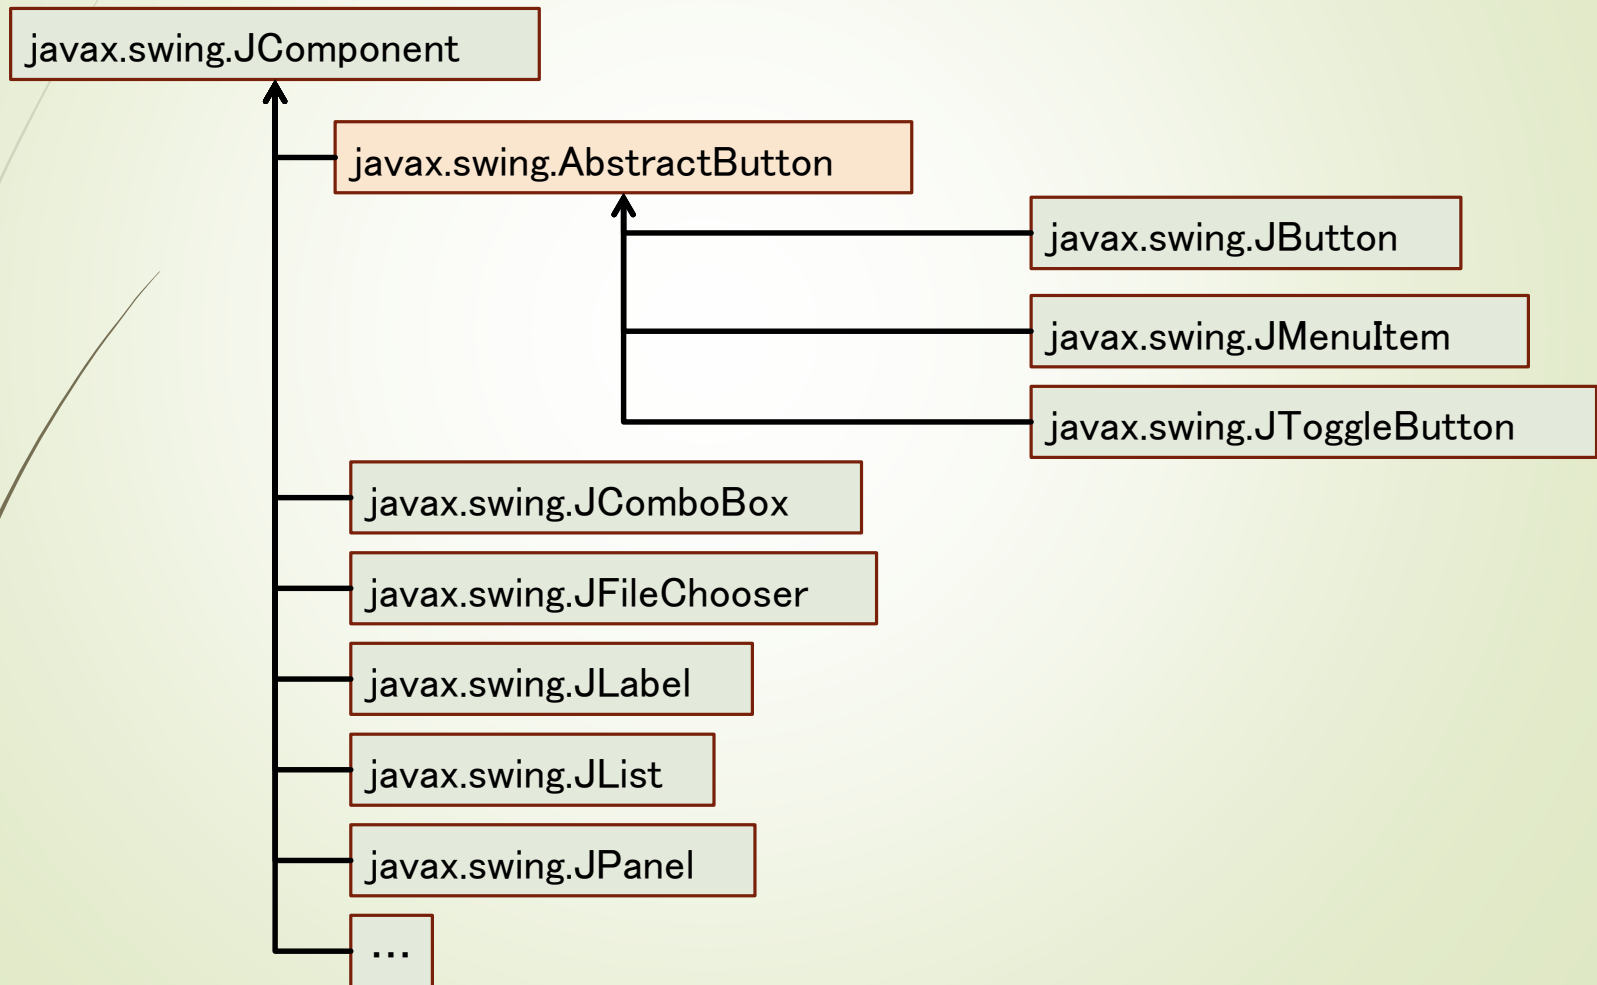 javax.swing.JComponent
javax.swing.AbstractButton
javax.swing.JButton
javax.swing.JMenuItem
javax.swing.JToggleButton
javax.swing.JComboBox
javax.swing.JFileChooser
javax.swing.JLabel
javax.swing.JList
javax.swing.JPanel
…